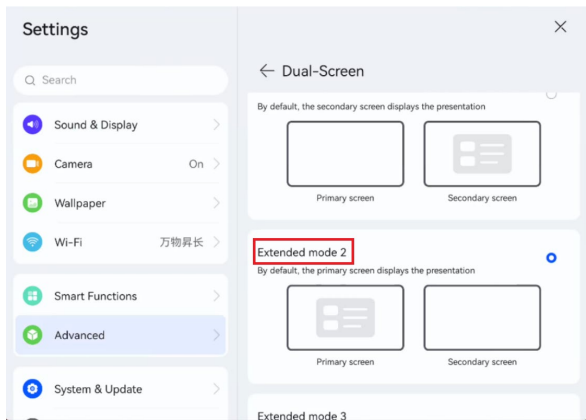 Settings
Search
Sound & Display
Camera On
Wallpaper
Wi-Fi 万物昇长
Smart Functions
Advanced
System & Update
Dual-Screen
By default, the secondary screen displays the presentation
Primary screen Secondary screen
Extended mode 2
By default, the primary screen displays the presentation
Primary screen Secondary screen
Extended mode 3